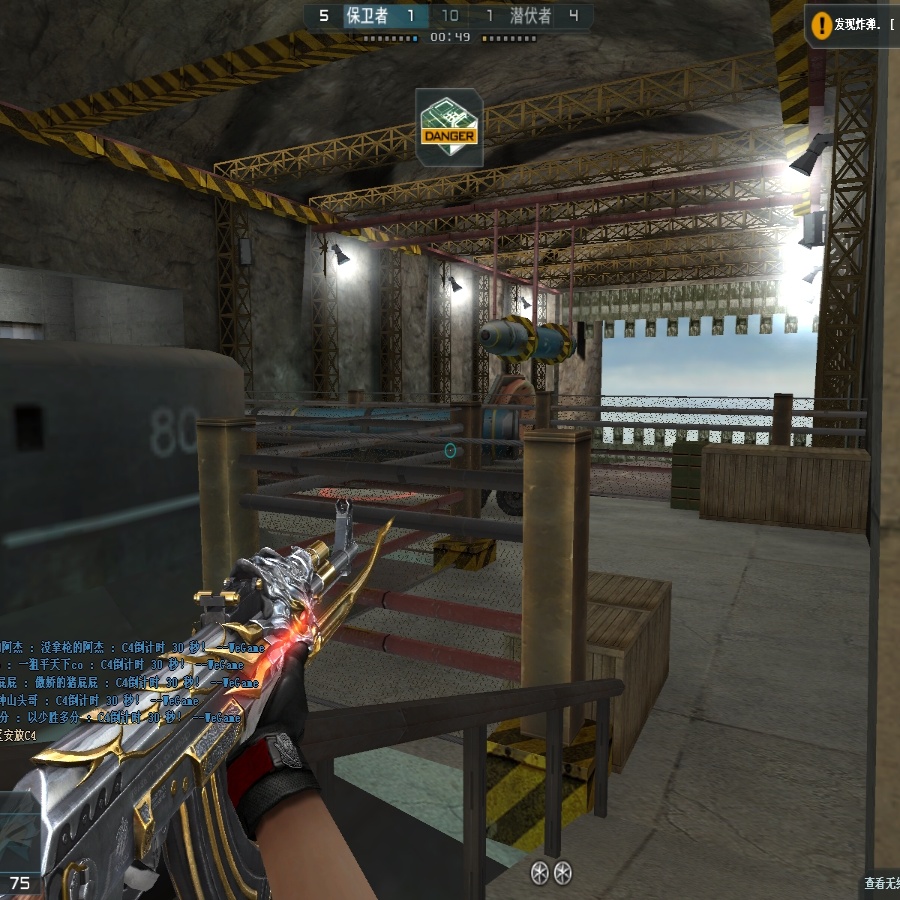 5 保卫者 1 10 1 潜伏者 4
00:49
发现炸弹. [
DANGER
80
阿杰 : 没拿枪的阿杰 : C4倒计时 30 秒! --WeGame
: 一狙平天下co : C4倒计时 30 秒! --WeGame
屁屁 : 傲娇的猪屁屁 : C4倒计时 30 秒! --WeGame
山头哥 : C4倒计时 30 秒! --WeGame
分 : 以少胜多分 : C4倒计时 30 秒! --WeGame
安放C4
75
查看无